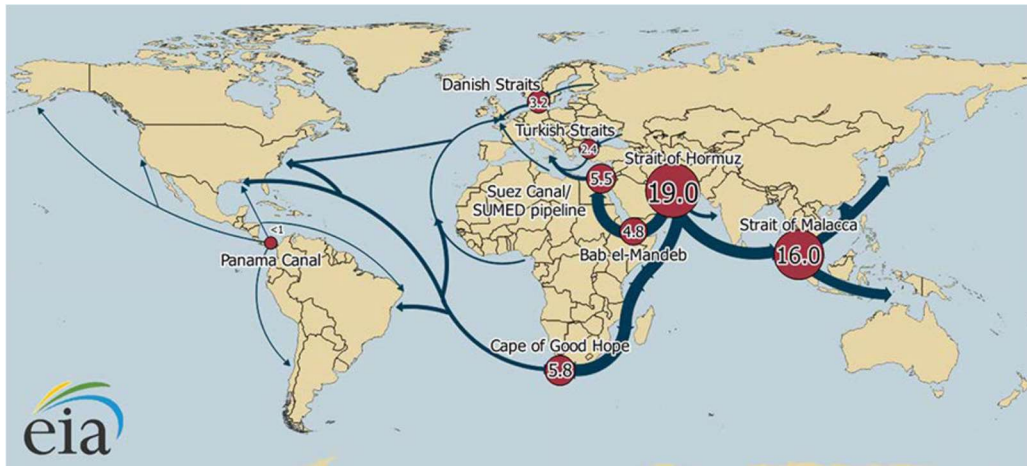 Danish Straits
3.2
Turkish Straits
2.4
Strait of Hormuz
19.0
5.5
Suez Canal/
SUMED pipeline
4.8
Bab el-Mandeb
Strait of Malacca
16.0
<1
Panama Canal
Cape of Good Hope
5.8
eia